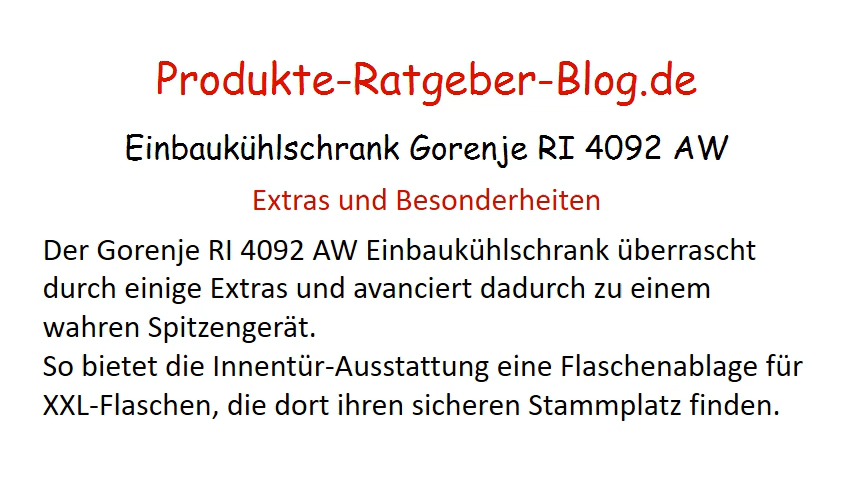 Produkte-Ratgeber-Blog.de
Einbaukühlschrank Gorenje RI 4092 AW
Extras und Besonderheiten
Der Gorenje RI 4092 AW Einbaukühlschrank überrascht
durch einige Extras und avanciert dadurch zu einem
wahren Spitzengerät.
So bietet die Innentür-Ausstattung eine Flaschenablage für
XXL-Flaschen, die dort ihren sicheren Stammplatz finden.